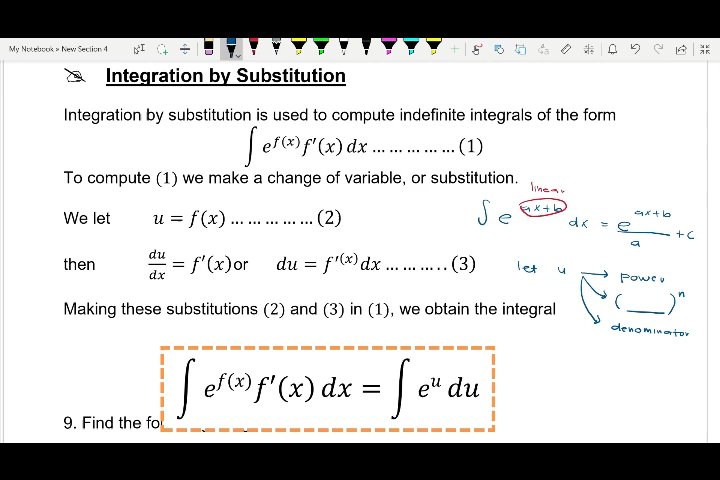 My Notebook » New Section 4
Integration by Substitution
Integration by substitution is used to compute indefinite integrals of the form
∫ e^{f(x)} f′(x) dx … … … … … (1)
To compute (1) we make a change of variable, or substitution.
linear
We let u = f(x) … … … … … (2)
∫ e^{ax+b} dx = e^{ax+b}/a + c
then du/dx = f′(x) or du = f′^{(x)} dx … … … . . (3)
let u → power
( ___ )^n
denominator
Making these substitutions (2) and (3) in (1), we obtain the integral
∫ e^{f(x)} f′(x) dx = ∫ e^u du
9. Find the fo